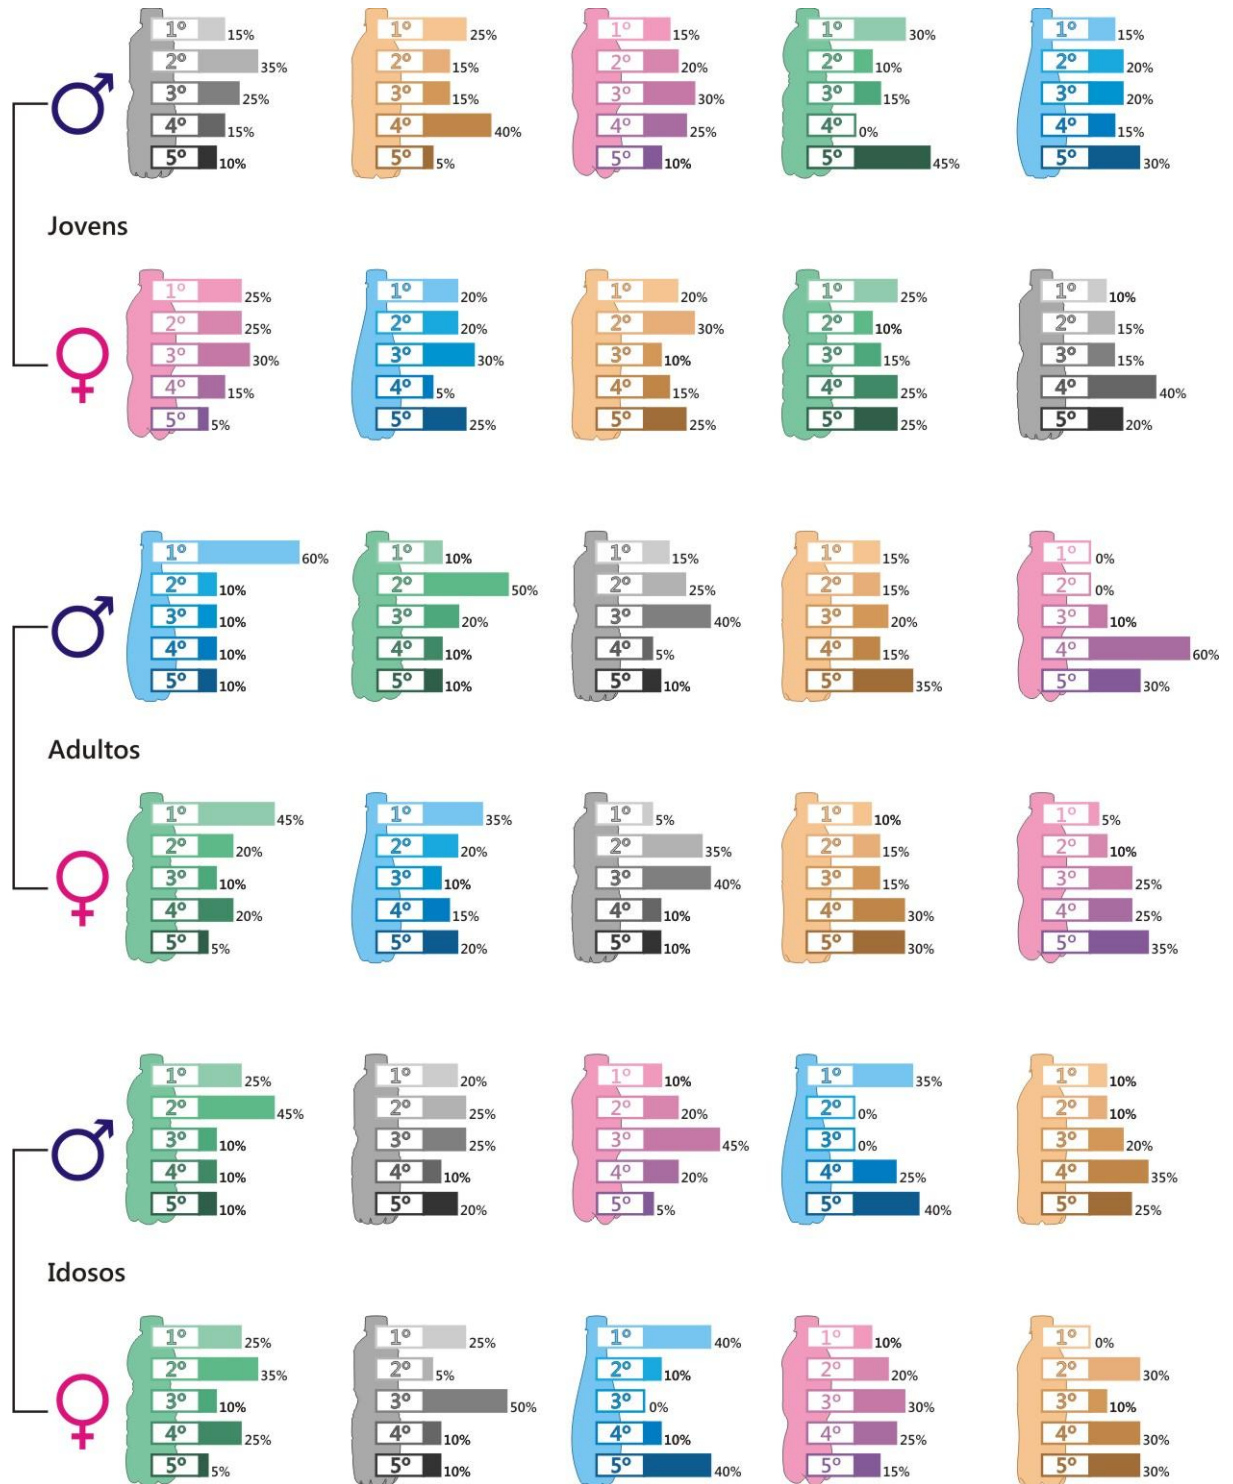 1º 15% 1º 25% 1º 15% 1º 30% 1º 15%
2º 35% 2º 15% 2º 20% 2º 10% 2º 20%
3º 25% 3º 15% 3º 30% 3º 15% 3º 20%
4º 15% 4º 40% 4º 25% 4º 0% 4º 15%
5º 10% 5º 5% 5º 10% 5º 45% 5º 30%
Jovens
1º 25% 1º 20% 1º 20% 1º 25% 1º 10%
2º 25% 2º 20% 2º 30% 2º 10% 2º 15%
3º 30% 3º 30% 3º 10% 3º 15% 3º 15%
4º 15% 4º 5% 4º 15% 4º 25% 4º 40%
5º 5% 5º 25% 5º 25% 5º 25% 5º 20%
1º 60% 1º 10% 1º 15% 1º 15% 1º 0%
2º 10% 2º 50% 2º 25% 2º 15% 2º 0%
3º 10% 3º 20% 3º 40% 3º 20% 3º 10%
4º 10% 4º 10% 4º 5% 4º 15% 4º 60%
5º 10% 5º 10% 5º 10% 5º 35% 5º 30%
Adultos
1º 45% 1º 35% 1º 5% 1º 10% 1º 5%
2º 20% 2º 20% 2º 35% 2º 15% 2º 10%
3º 10% 3º 10% 3º 40% 3º 15% 3º 25%
4º 20% 4º 15% 4º 10% 4º 30% 4º 25%
5º 5% 5º 20% 5º 10% 5º 30% 5º 35%
1º 25% 1º 20% 1º 10% 1º 35% 1º 10%
2º 45% 2º 25% 2º 20% 2º 0% 2º 10%
3º 10% 3º 25% 3º 45% 3º 0% 3º 20%
4º 10% 4º 10% 4º 20% 4º 25% 4º 35%
5º 10% 5º 20% 5º 5% 5º 40% 5º 25%
Idosos
1º 25% 1º 25% 1º 40% 1º 10% 1º 0%
2º 35% 2º 5% 2º 10% 2º 20% 2º 30%
3º 10% 3º 50% 3º 0% 3º 30% 3º 10%
4º 25% 4º 10% 4º 10% 4º 25% 4º 30%
5º 5% 5º 10% 5º 40% 5º 15% 5º 30%